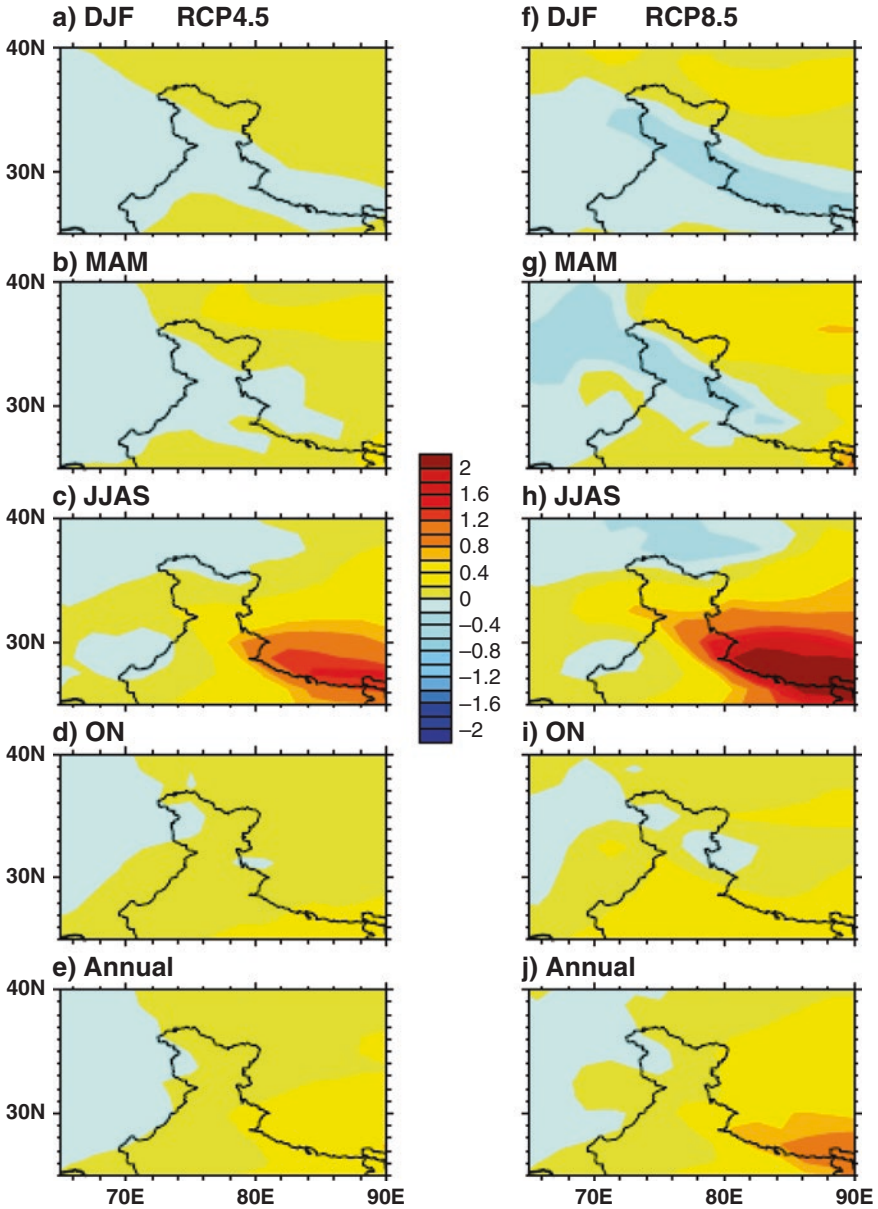 a) DJF RCP4.5
f) DJF RCP8.5
40N
30N
b) MAM
g) MAM
40N
30N
c) JJAS
h) JJAS
40N
30N
2
1.6
1.2
0.8
0.4
0
−0.4
−0.8
−1.2
−1.6
−2
d) ON
i) ON
40N
30N
e) Annual
j) Annual
40N
30N
70E 80E 90E
70E 80E 90E